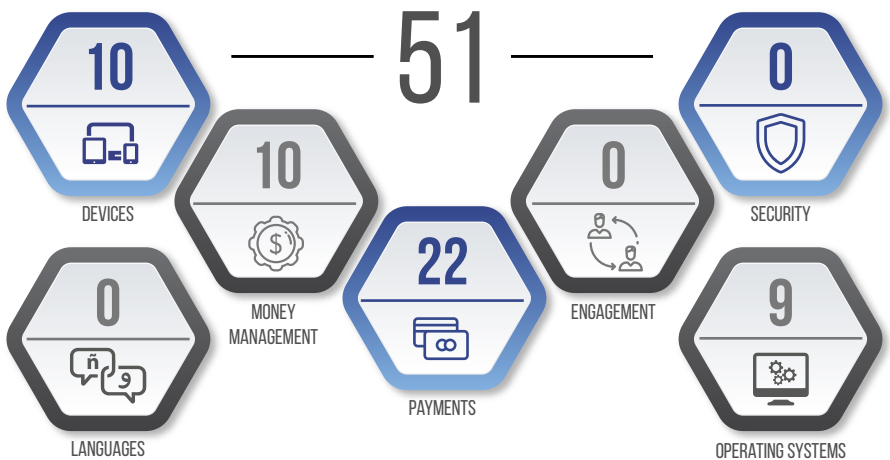 51
10
DEVICES
10
MONEY
MANAGEMENT
22
PAYMENTS
0
ENGAGEMENT
0
SECURITY
0
ñ
و
LANGUAGES
9
OPERATING SYSTEMS